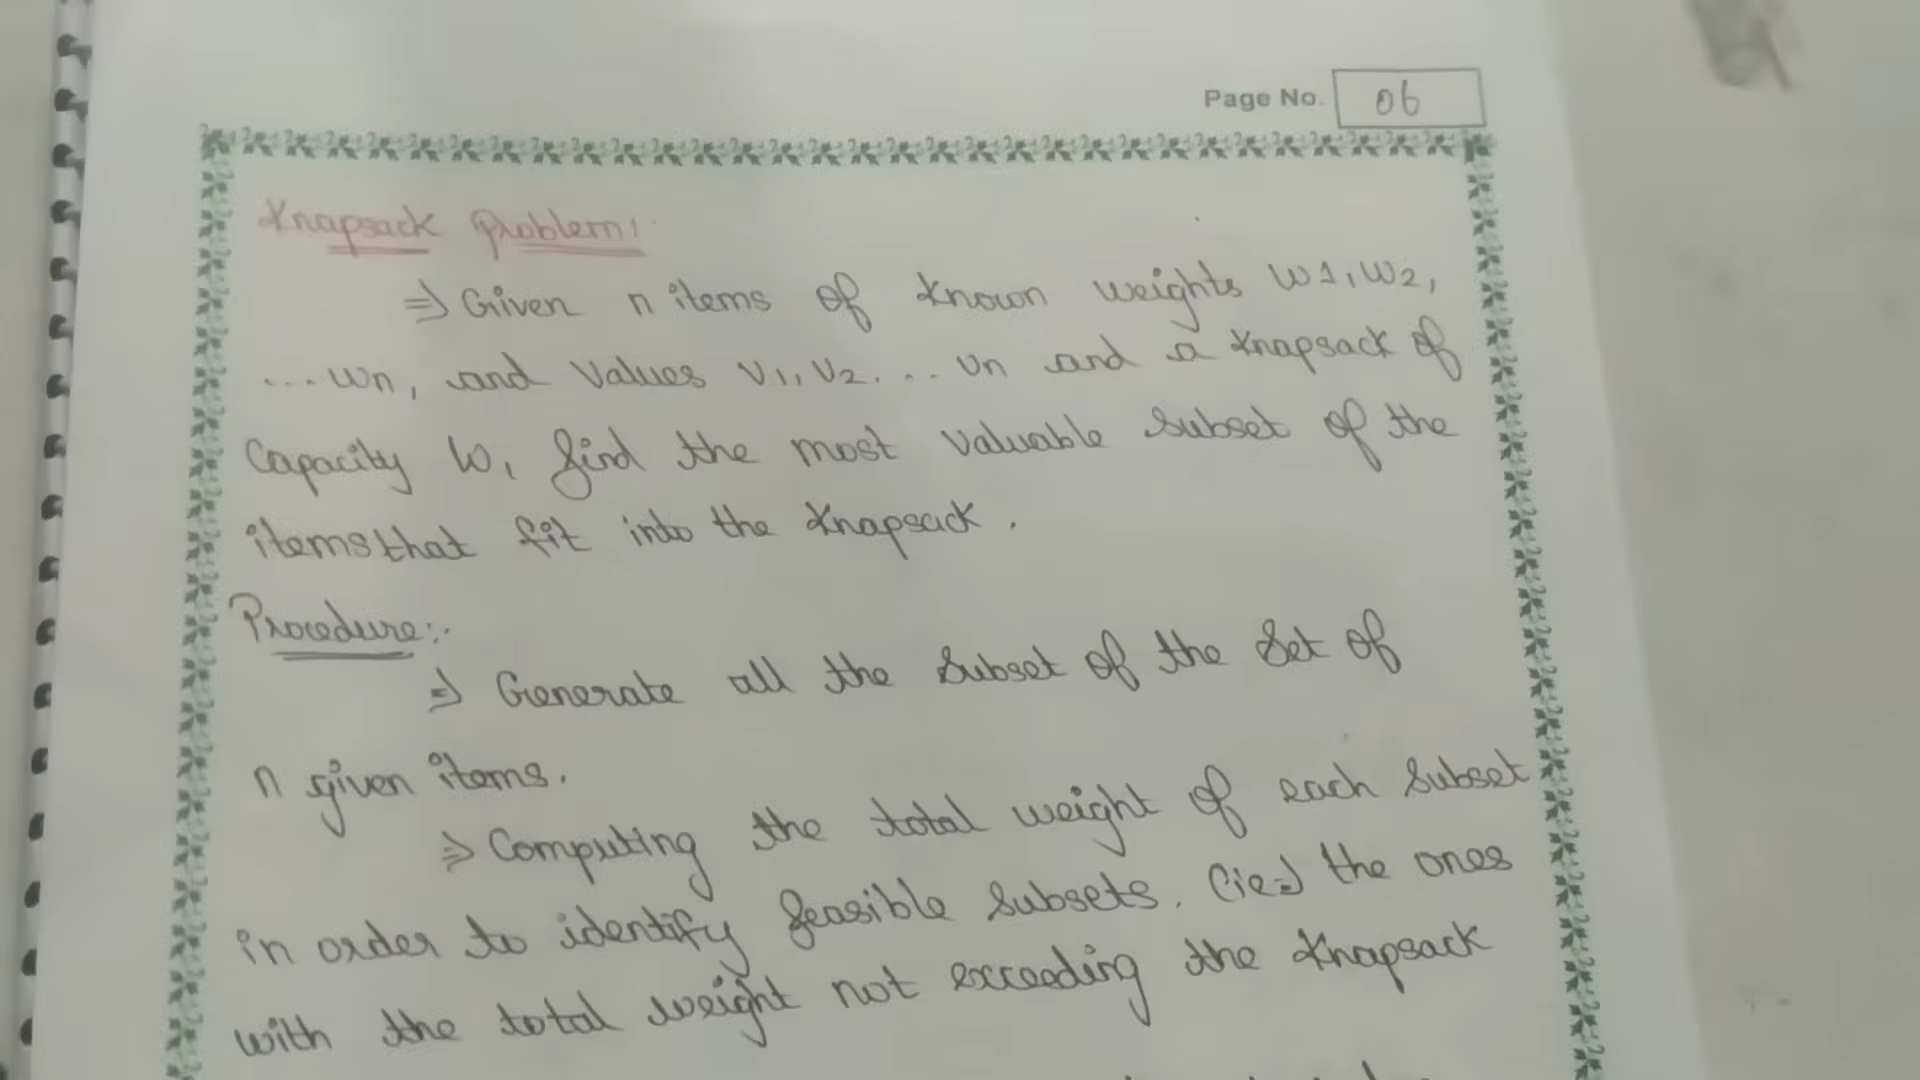 Page No. 06
Knapsack Problem:
=> Given n items of known weights w1, w2,
... wn, and values v1, v2. .. vn and a knapsack of
Capacity W, find the most valuable subset of the
items that fit into the knapsack.
Procedure:
=> Generate all the Subset of the Set of
n given items.
=> Computing the total weight of each subset
in order to identify feasible subsets. (ie=) the ones
with the total weight not exceeding the knapsack